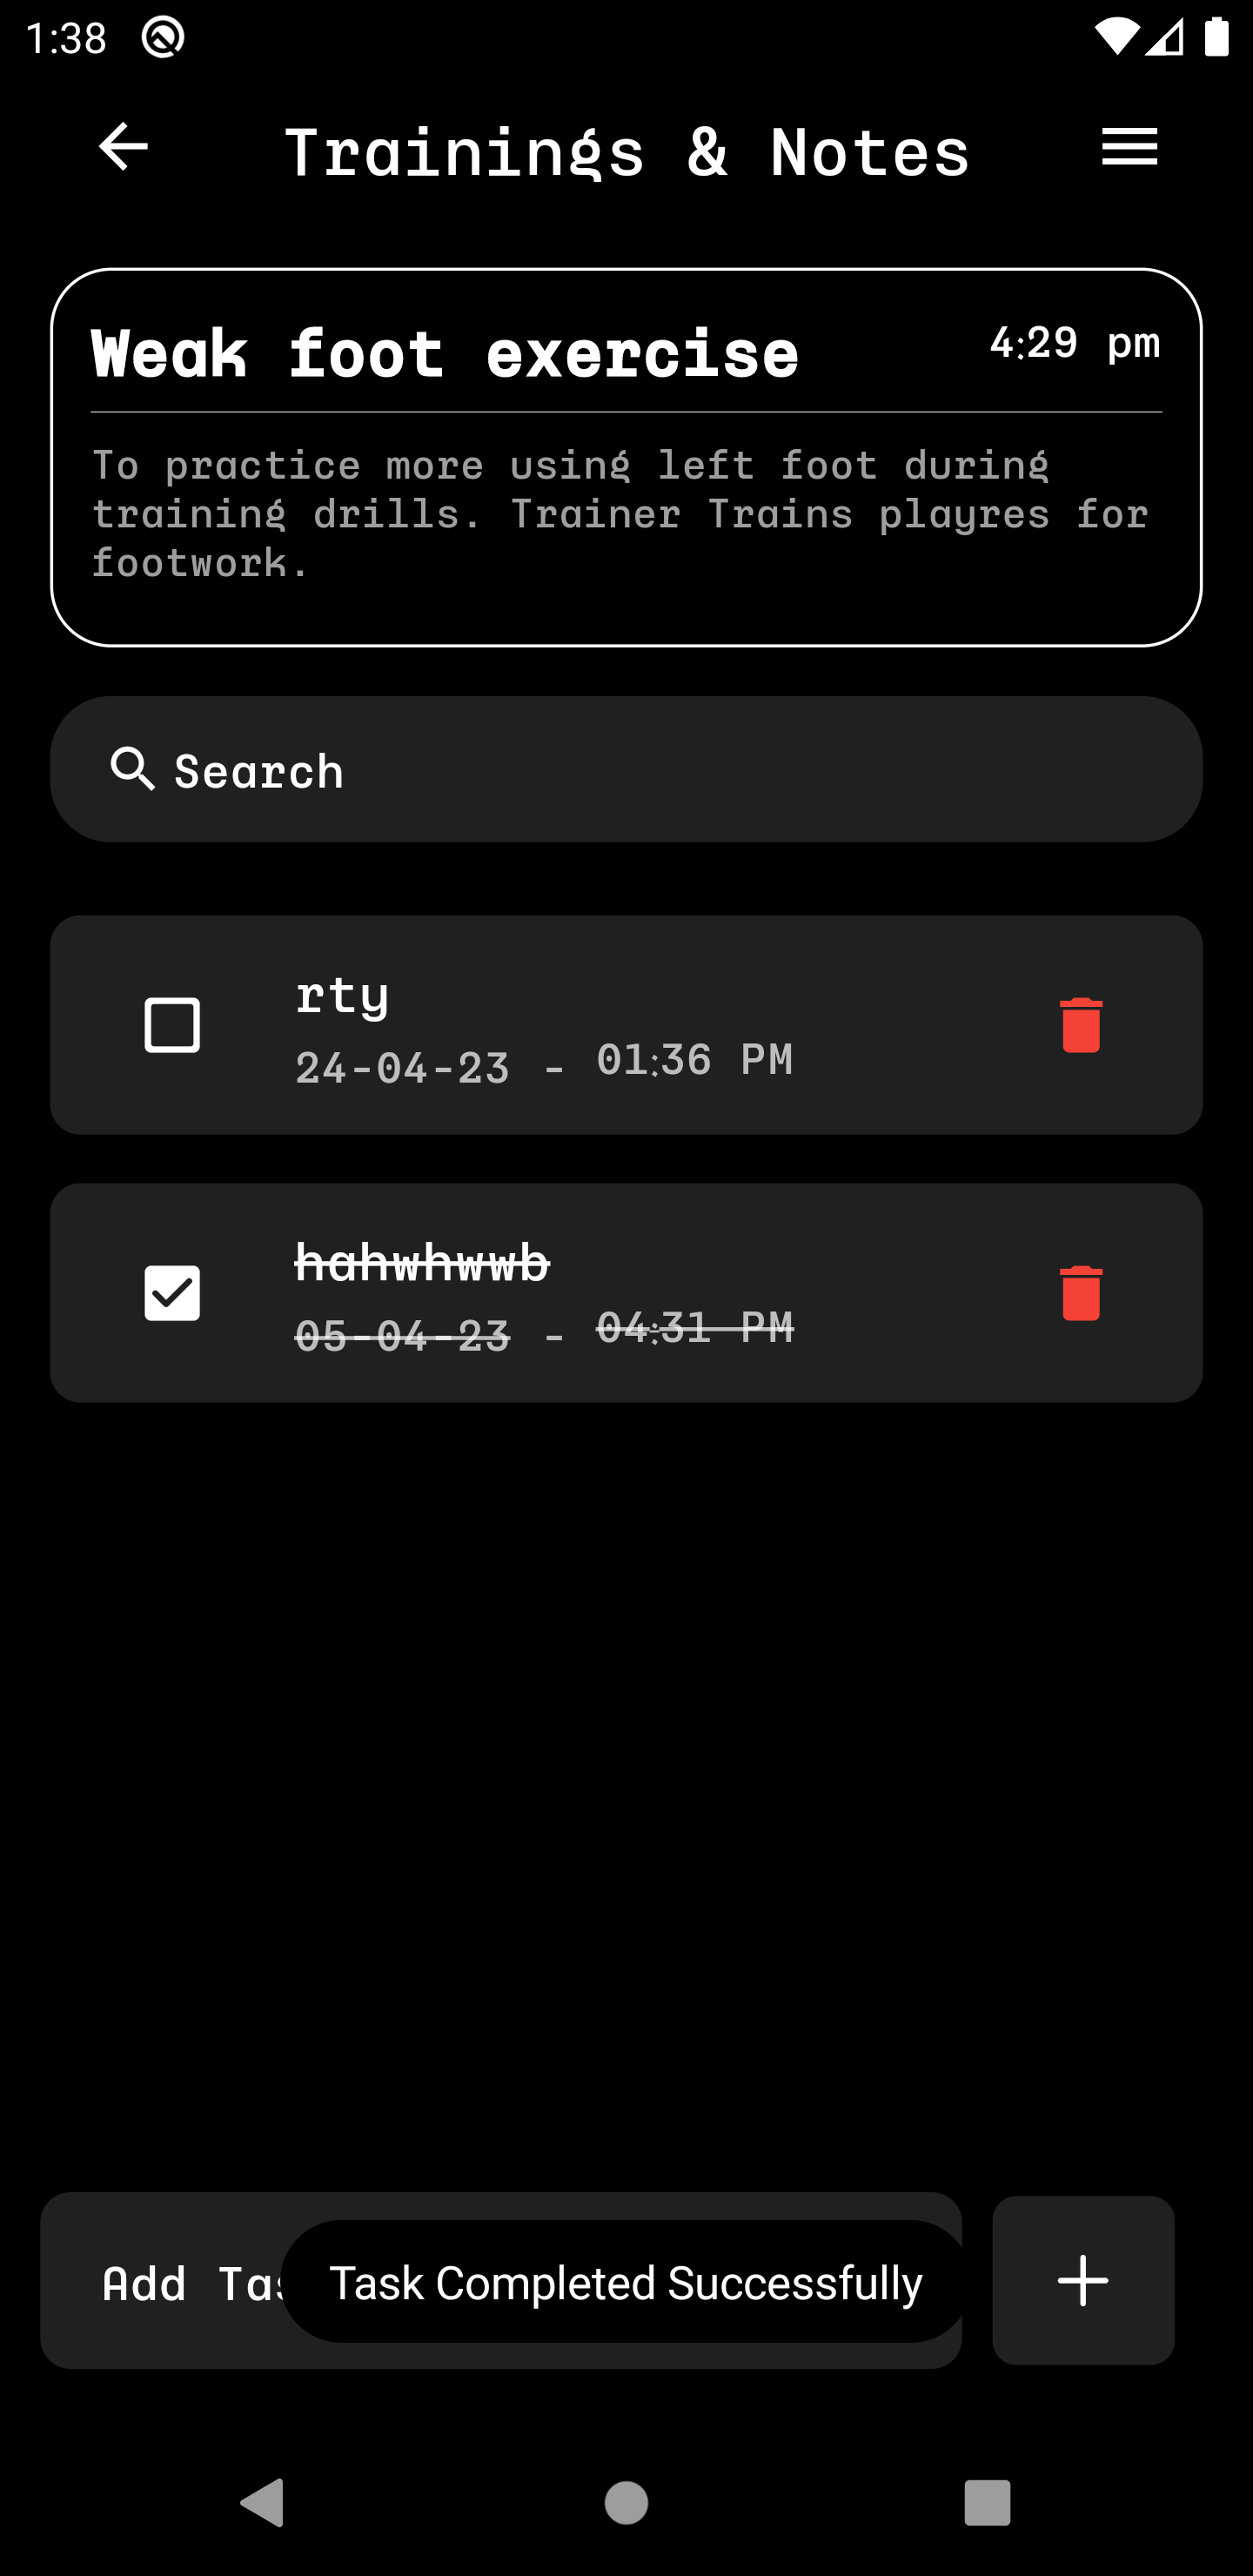 1:38
Trainings & Notes
Weak foot exercise
4:29 pm
To practice more using left foot during
training drills. Trainer Trains playres for
footwork.
Search
rty
24-04-23 - 01:36 PM
hahwhwwb
05-04-23 - 04:31 PM
Add
Task Completed Successfully